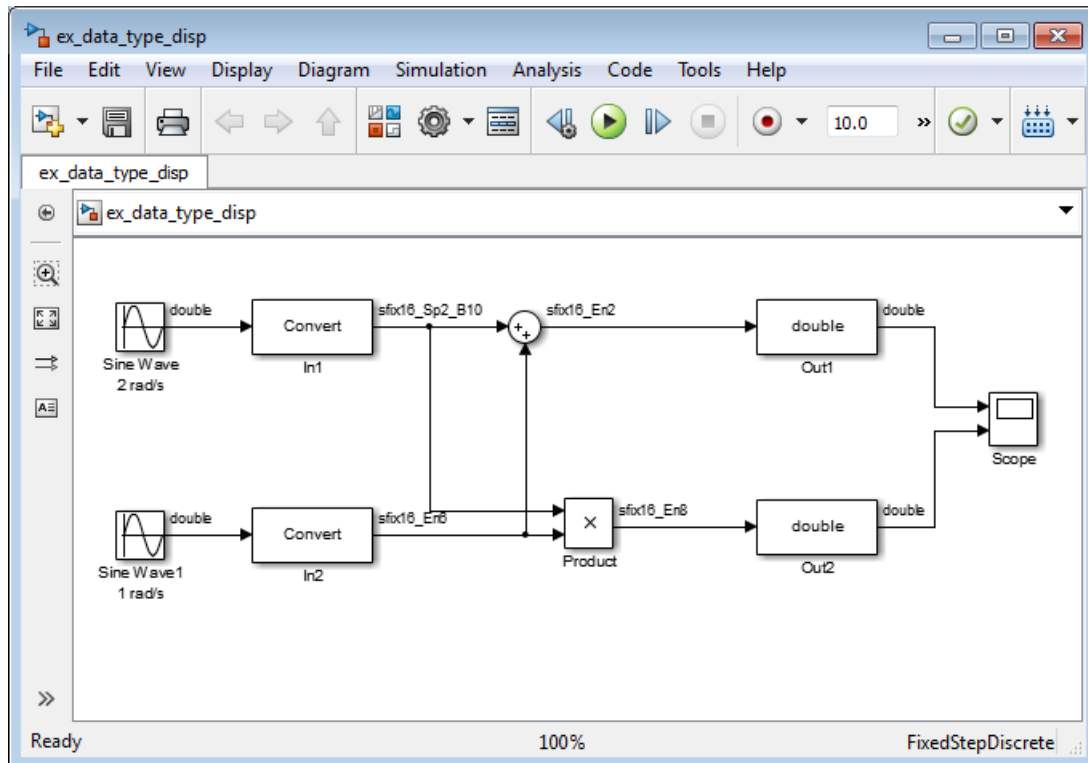 ex_data_type_disp
File Edit View Display Diagram Simulation Analysis Code Tools Help
10.0 »
ex_data_type_disp
ex_data_type_disp
double sfix16_Sp2_B10 sfix16_En2 double
Convert double
Sine Wave In1 Out1
2 rad/s
Scope
double sfix16_En6 sfix16_En8 double
Convert × double
Product
Sine Wave1 In2 Out2
1 rad/s
Ready 100% FixedStepDiscrete